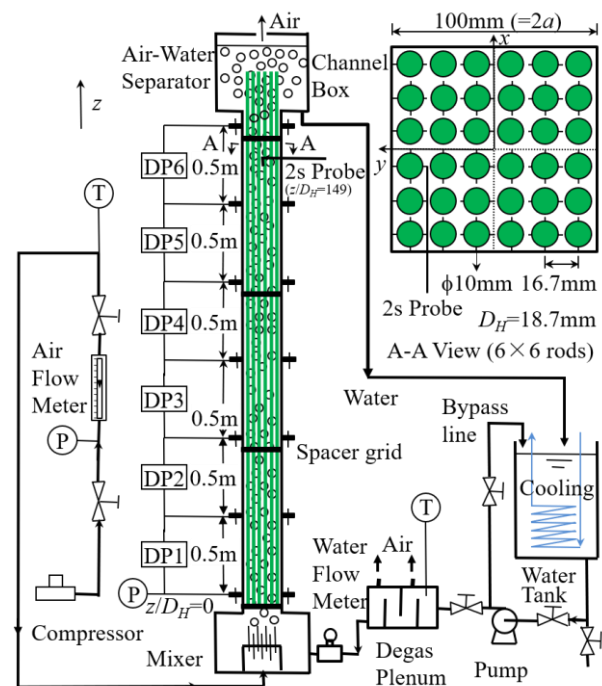 Air
Air-Water
Separator
Channel
Box
z
A
A
DP6
0.5m
2s Probe
(z/D_H=149)
T
DP5
0.5m
DP4
0.5m
DP3
0.5m
DP2
0.5m
DP1
0.5m
Air
Flow
Meter
P
P
z/D_H=0
Compressor
Mixer
Spacer grid
Water
100mm (=2a)
x
y
ϕ10mm
16.7mm
2s Probe
D_H=18.7mm
A-A View (6×6 rods)
Bypass
line
Cooling
T
Water
Flow
Meter
Air
Degas
Plenum
Pump
Water
Tank